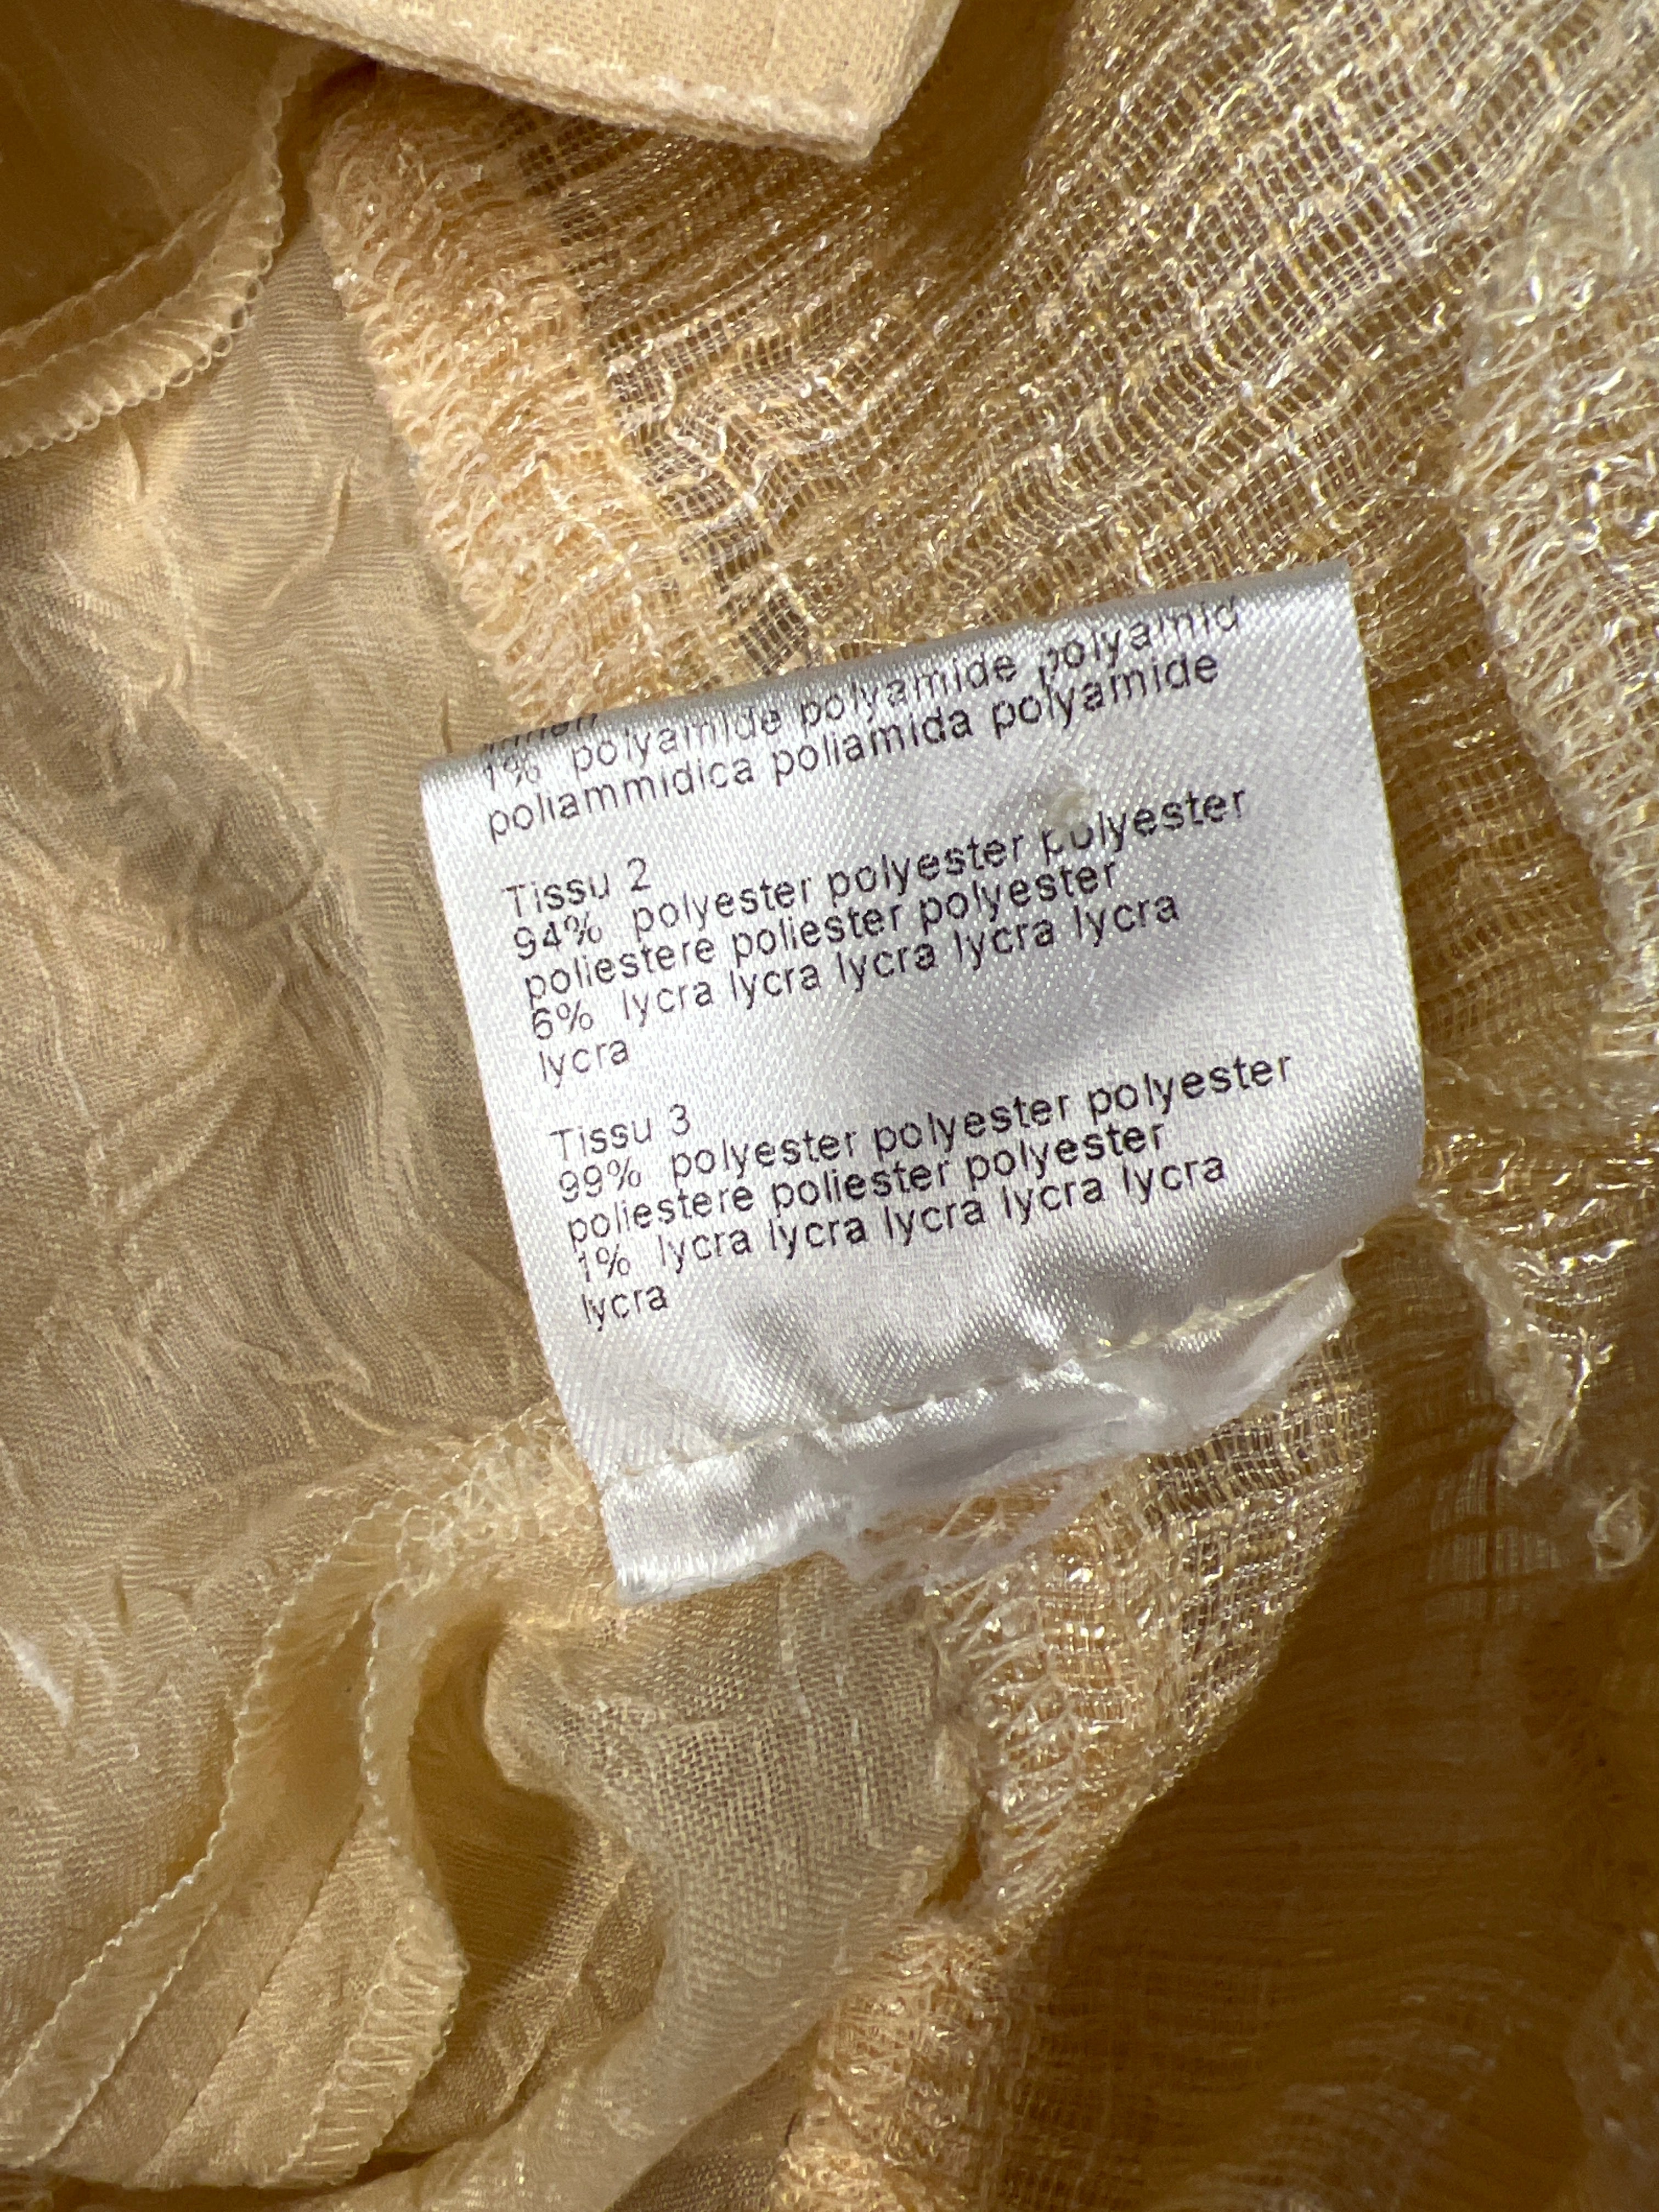 1% polyamide polyamide polyamid
poliammidica poliamida polyamide
Tissu 2
94% polyester polyester polyester
poliestere poliester polyester
6% lycra lycra lycra lycra lycra
lycra
Tissu 3
99% polyester polyester polyester
poliestere poliester polyester
1% lycra lycra lycra lycra lycra
lycra